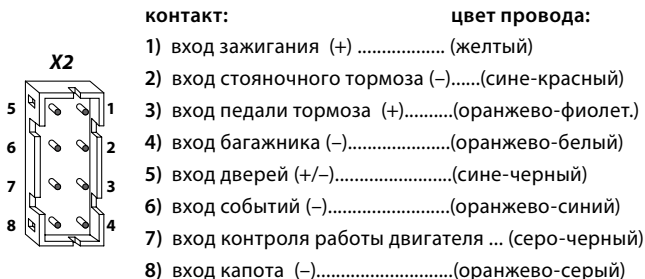 контакт: цвет провода:
X2
1) вход зажигания (+) .................. (желтый)
2) вход стояночного тормоза (–)......(сине-красный)
3) вход педали тормоза (+)..........(оранжево-фиолет.)
4) вход багажника (–)......................(оранжево-белый)
5) вход дверей (+/–)........................(сине-черный)
6) вход событий (–).........................(оранжево-синий)
7) вход контроля работы двигателя ... (серо-черный)
8) вход капота (–)............................(оранжево-серый)
5 1
6 2
7 3
8 4